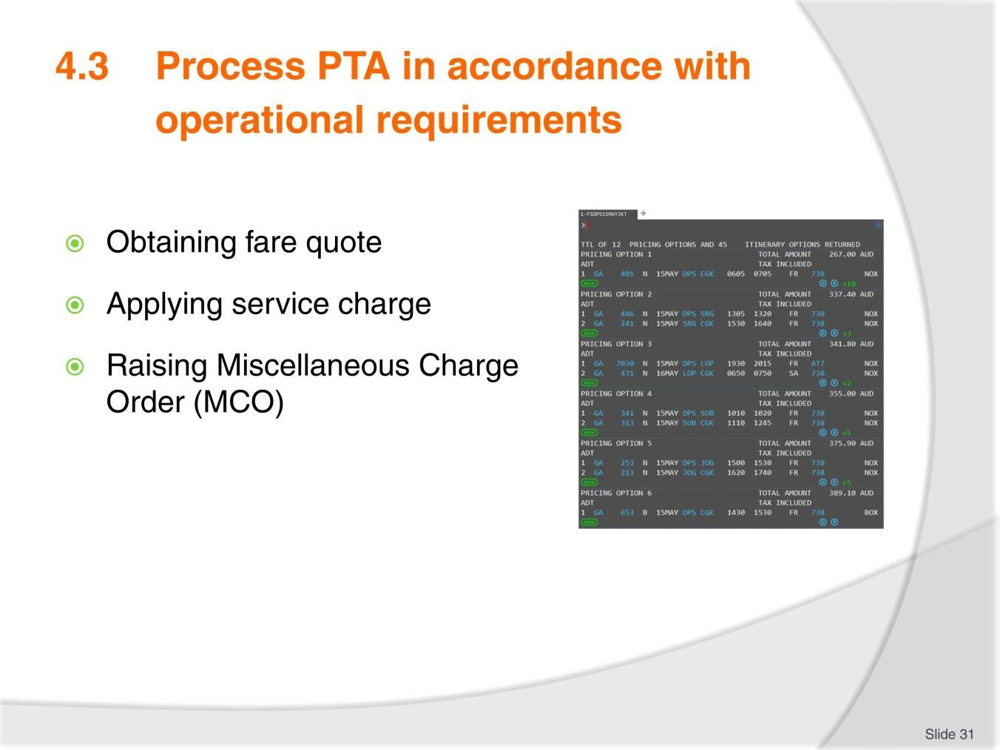 4.3 Process PTA in accordance with
operational requirements
Obtaining fare quote
Applying service charge
Raising Miscellaneous Charge
Order (MCO)
1-FSDPS15MAYJKT +
>
TTL OF 12 PRICING OPTIONS AND 45 ITINERARY OPTIONS RETURNED
PRICING OPTION 1 TOTAL AMOUNT 267.00 AUD
ADT TAX INCLUDED
1 GA 401 N 15MAY DPS CGK 0605 0705 FR 738 NOX
BOOK D R +10
PRICING OPTION 2 TOTAL AMOUNT 337.40 AUD
ADT TAX INCLUDED
1 GA 446 N 15MAY DPS SRG 1305 1320 FR 738 NOX
2 GA 241 N 15MAY SRG CGK 1530 1640 FR 738 NOX
BOOK D R +3
PRICING OPTION 3 TOTAL AMOUNT 341.80 AUD
ADT TAX INCLUDED
1 GA 7030 N 15MAY DPS LOP 1930 2015 FR AT7 NOX
2 GA 431 N 16MAY LOP CGK 0650 0750 SA 738 NOX
BOOK D R +2
PRICING OPTION 4 TOTAL AMOUNT 355.00 AUD
ADT TAX INCLUDED
1 GA 341 N 15MAY DPS SUB 1010 1020 FR 738 NOX
2 GA 313 N 15MAY SUB CGK 1110 1245 FR 738 NOX
BOOK D R +5
PRICING OPTION 5 TOTAL AMOUNT 375.90 AUD
ADT TAX INCLUDED
1 GA 253 N 15MAY DPS JOG 1500 1530 FR 738 NOX
2 GA 213 N 15MAY JOG CGK 1620 1740 FR 738 NOX
BOOK D R +5
PRICING OPTION 6 TOTAL AMOUNT 389.10 AUD
ADT TAX INCLUDED
1 GA 653 B 15MAY DPS CGK 1430 1530 FR 738 BOX
BOOK D R
Slide 31